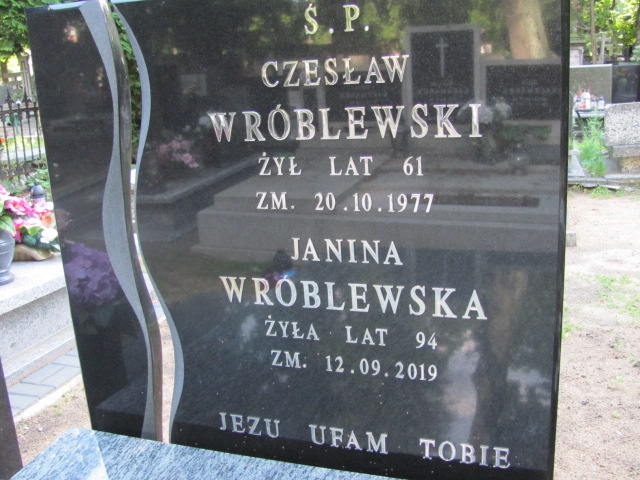 Ś.P.
CZESŁAW
WRÓBLEWSKI
ŻYŁ LAT 61
ZM. 20.10.1977
JANINA
WRÓBLEWSKA
ŻYŁA LAT 94
ZM. 12.09.2019
JEZU UFAM TOBIE